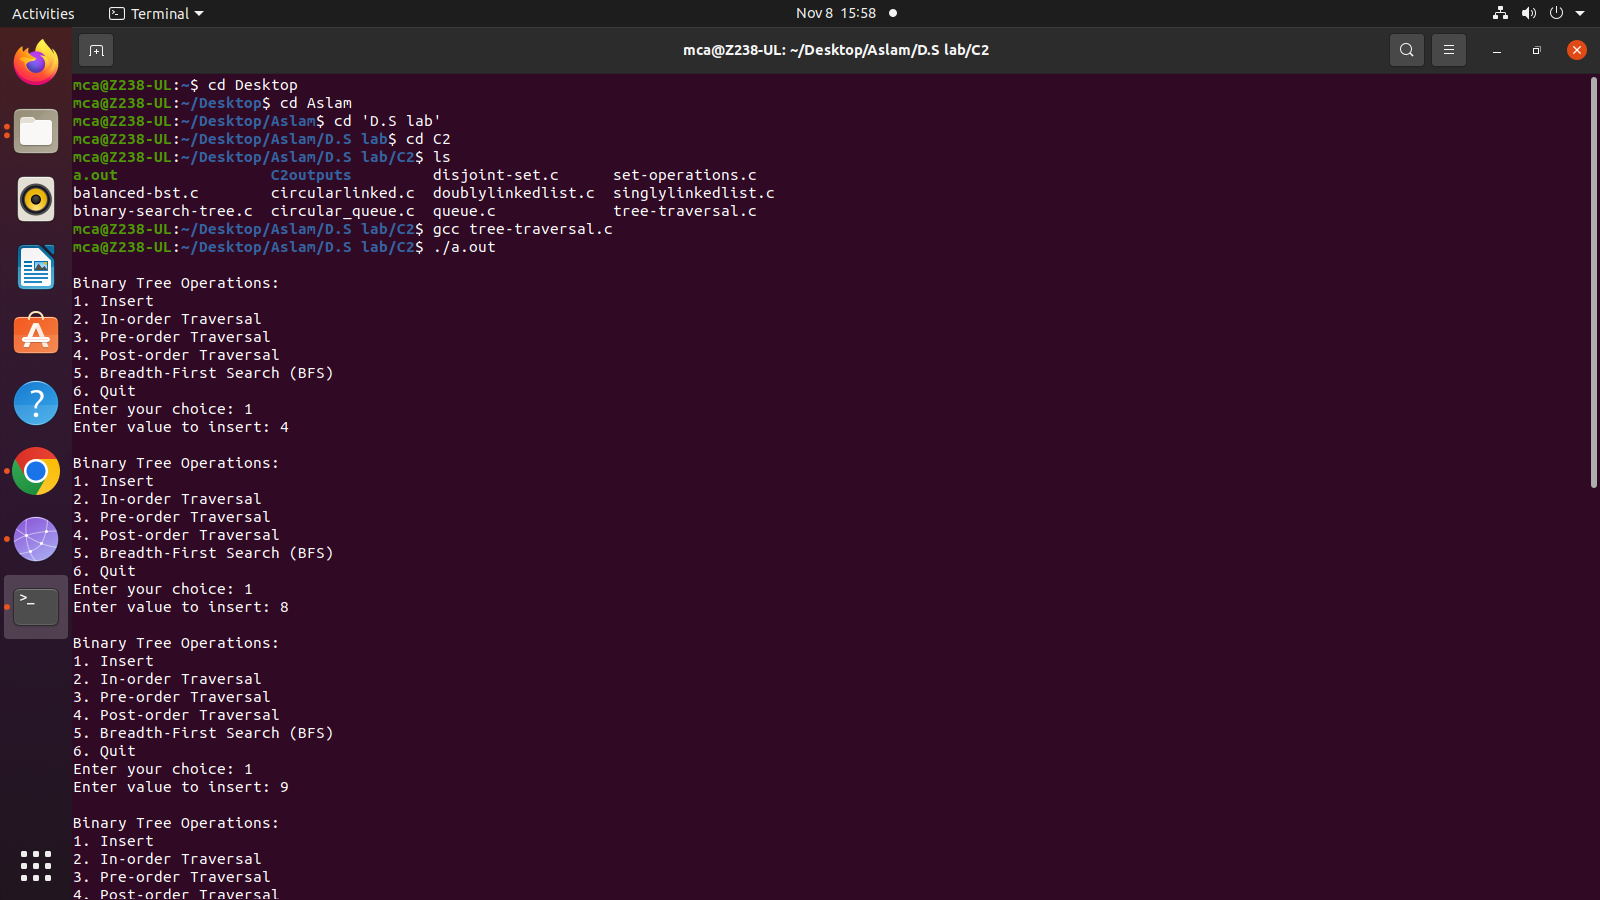 Activities Terminal Nov 8 15:58
mca@Z238-UL: ~/Desktop/Aslam/D.S lab/C2
mca@Z238-UL:~$ cd Desktop
mca@Z238-UL:~/Desktop$ cd Aslam
mca@Z238-UL:~/Desktop/Aslam$ cd 'D.S lab'
mca@Z238-UL:~/Desktop/Aslam/D.S lab$ cd C2
mca@Z238-UL:~/Desktop/Aslam/D.S lab/C2$ ls
a.out C2outputs disjoint-set.c set-operations.c
balanced-bst.c circularlinked.c doublylinkedlist.c singlylinkedlist.c
binary-search-tree.c circular_queue.c queue.c tree-traversal.c
mca@Z238-UL:~/Desktop/Aslam/D.S lab/C2$ gcc tree-traversal.c
mca@Z238-UL:~/Desktop/Aslam/D.S lab/C2$ ./a.out
Binary Tree Operations:
1. Insert
2. In-order Traversal
3. Pre-order Traversal
4. Post-order Traversal
5. Breadth-First Search (BFS)
6. Quit
Enter your choice: 1
Enter value to insert: 4
Binary Tree Operations:
1. Insert
2. In-order Traversal
3. Pre-order Traversal
4. Post-order Traversal
5. Breadth-First Search (BFS)
6. Quit
Enter your choice: 1
Enter value to insert: 8
Binary Tree Operations:
1. Insert
2. In-order Traversal
3. Pre-order Traversal
4. Post-order Traversal
5. Breadth-First Search (BFS)
6. Quit
Enter your choice: 1
Enter value to insert: 9
Binary Tree Operations:
1. Insert
2. In-order Traversal
3. Pre-order Traversal
4. Post-order Traversal